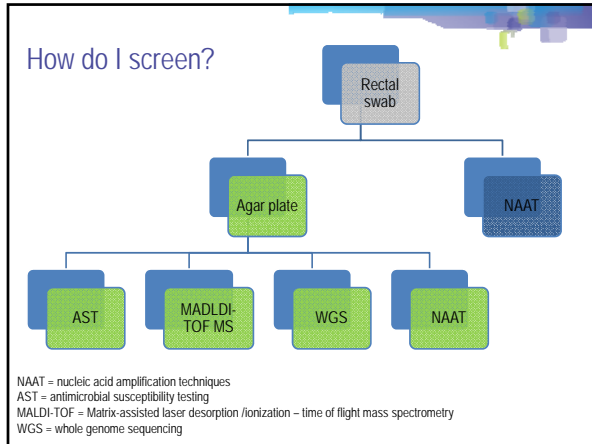 How do I screen?
Rectal
swab
Agar plate
NAAT
AST
MADLDI-
TOF MS
WGS
NAAT
NAAT = nucleic acid amplification techniques
AST = antimicrobial susceptibility testing
MALDI-TOF = Matrix-assisted laser desorption /ionization – time of flight mass spectrometry
WGS = whole genome sequencing